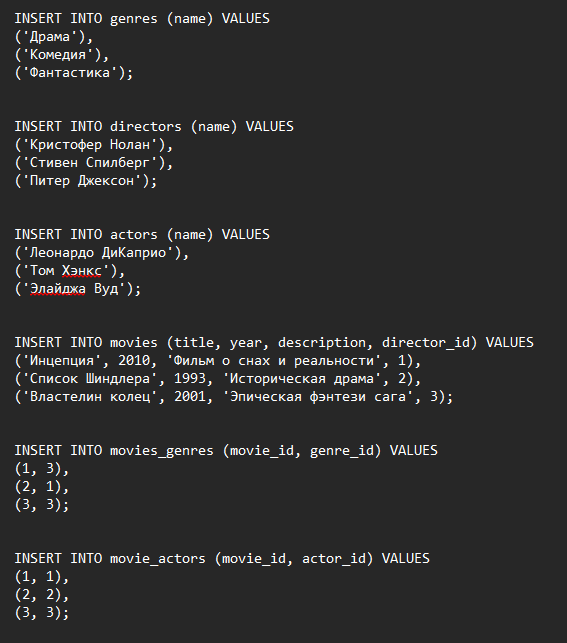 INSERT INTO genres (name) VALUES
('Драма'),
('Комедия'),
('Фантастика');
INSERT INTO directors (name) VALUES
('Кристофер Нолан'),
('Стивен Спилберг'),
('Питер Джексон');
INSERT INTO actors (name) VALUES
('Леонардо ДиКаприо'),
('Том Хэнкс'),
('Элайджа Вуд');
INSERT INTO movies (title, year, description, director_id) VALUES
('Инцепция', 2010, 'Фильм о снах и реальности', 1),
('Список Шиндлера', 1993, 'Историческая драма', 2),
('Властелин колец', 2001, 'Эпическая фэнтези сага', 3);
INSERT INTO movies_genres (movie_id, genre_id) VALUES
(1, 3),
(2, 1),
(3, 3);
INSERT INTO movie_actors (movie_id, actor_id) VALUES
(1, 1),
(2, 2),
(3, 3);